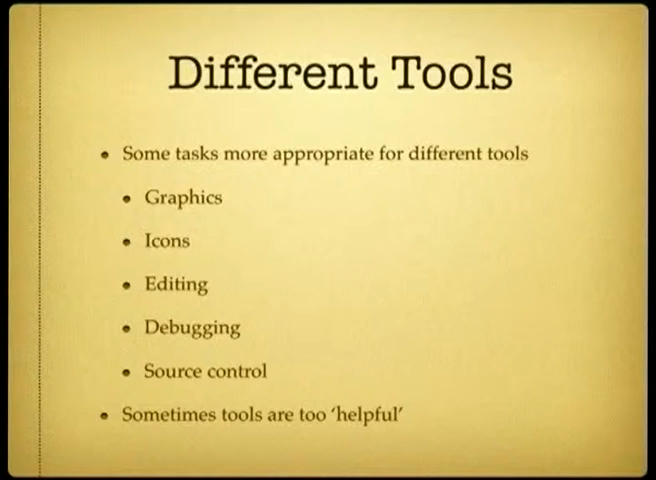 Different Tools
Some tasks more appropriate for different tools
Graphics
Icons
Editing
Debugging
Source control
Sometimes tools are too ‘helpful’